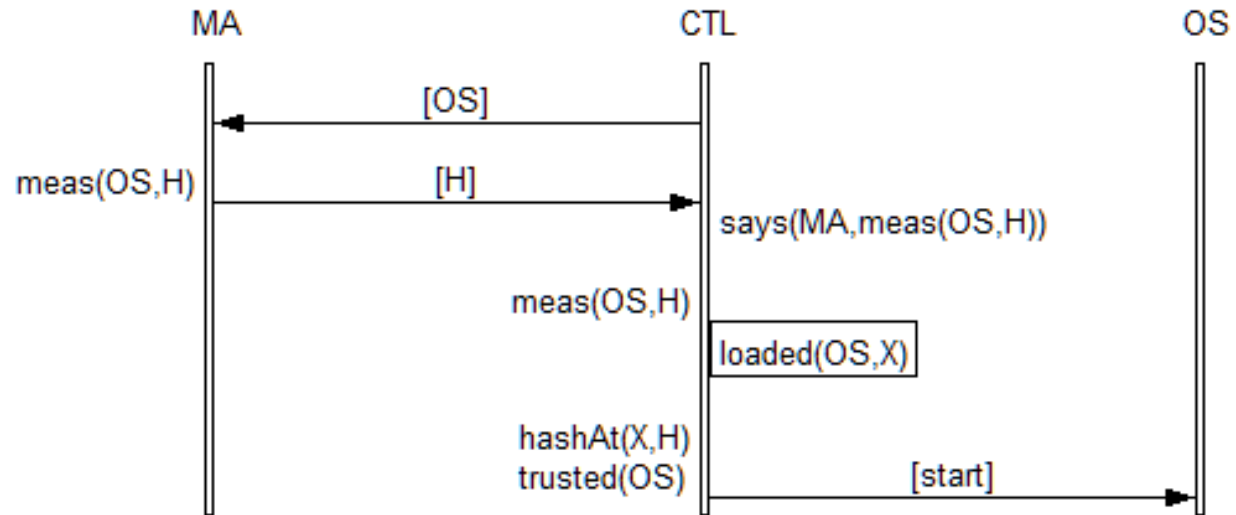 MA CTL OS
[OS]
meas(OS,H) [H]
says(MA,meas(OS,H))
meas(OS,H)
loaded(OS,X)
hashAt(X,H)
trusted(OS) [start]